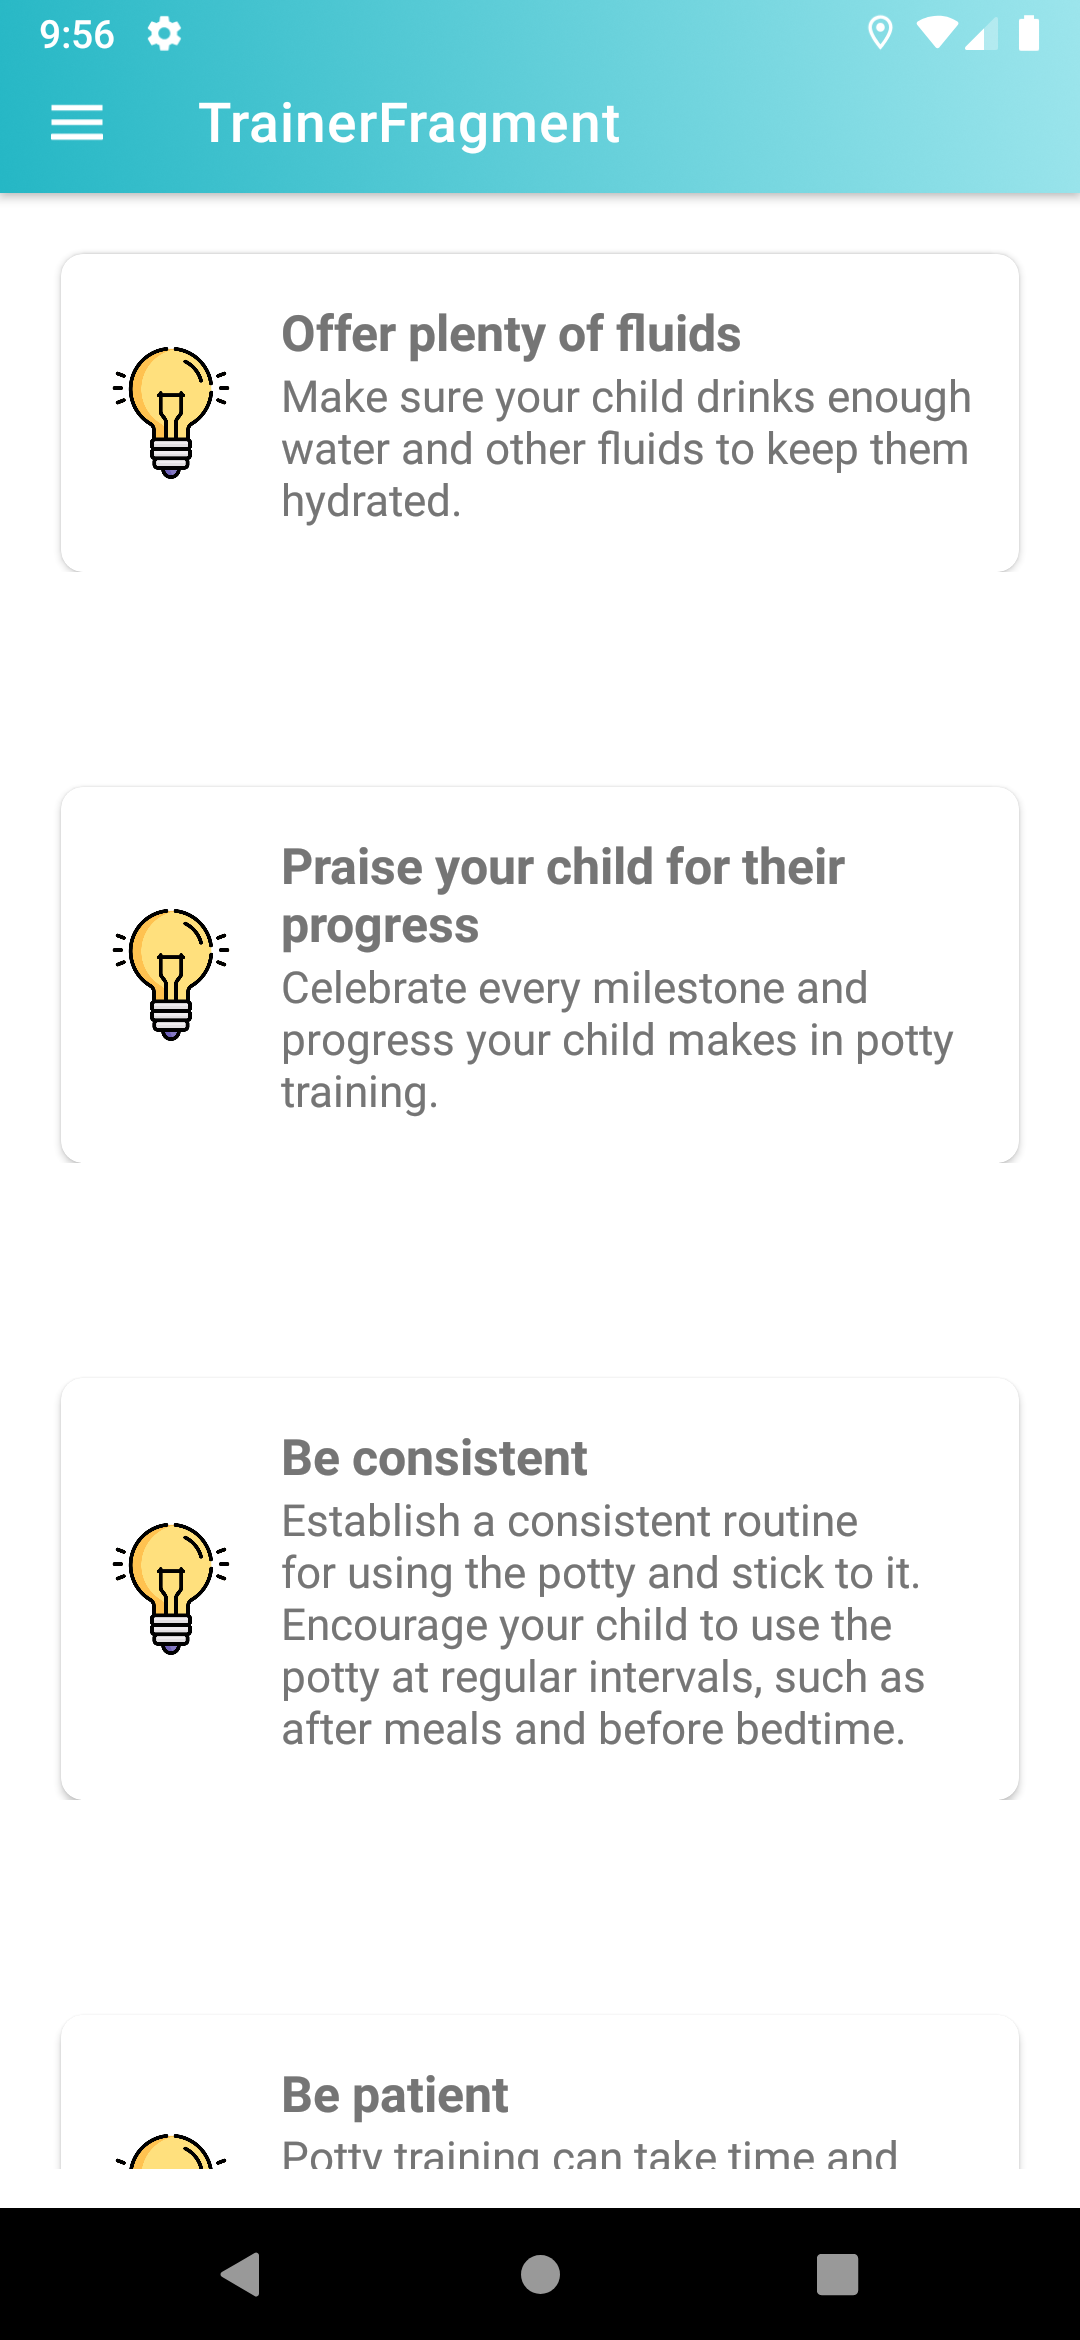 9:56
TrainerFragment
Offer plenty of fluids
Make sure your child drinks enough
water and other fluids to keep them
hydrated.
Praise your child for their
progress
Celebrate every milestone and
progress your child makes in potty
training.
Be consistent
Establish a consistent routine
for using the potty and stick to it.
Encourage your child to use the
potty at regular intervals, such as
after meals and before bedtime.
Be patient
Potty training can take time and